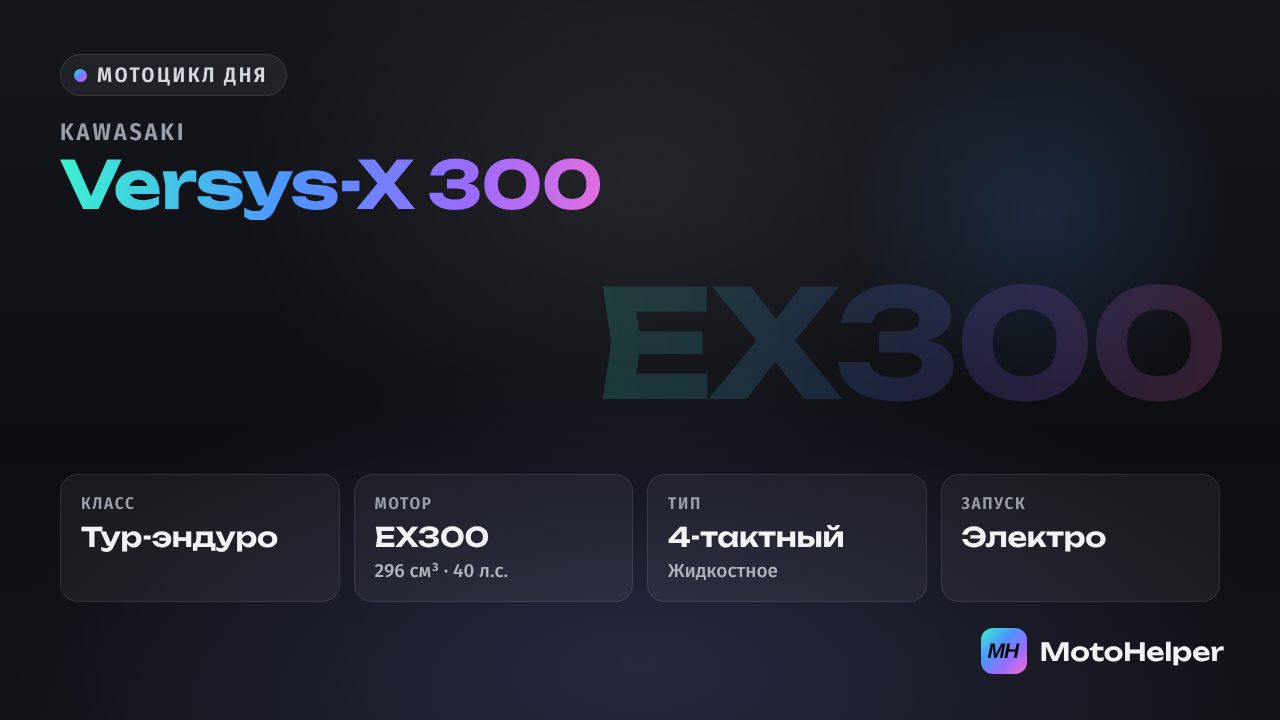 МОТОЦИКЛ ДНЯ
KAWASAKI
Versys-X 300
EX300
КЛАСС
Тур-эндуро
МОТОР
EX300
296 см³ · 40 л.с.
ТИП
4-тактный
Жидкостное
ЗАПУСК
Электро
MH MotoHelper